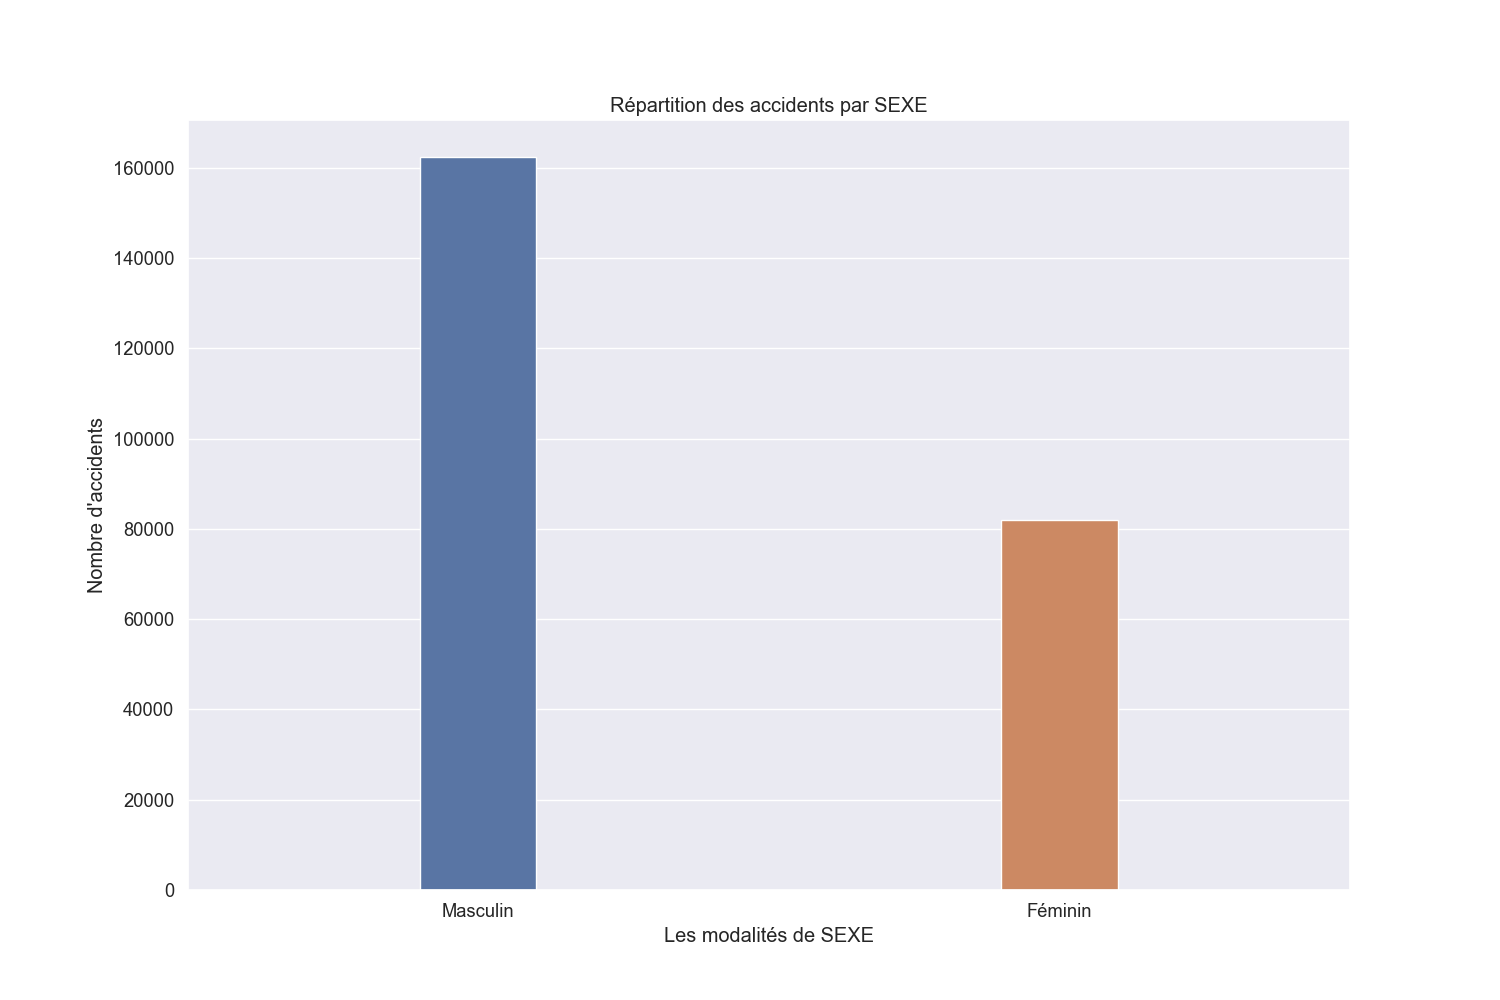 Répartition des accidents par SEXE
160000
140000
120000
100000
80000
60000
40000
20000
0
Nombre d'accidents
Masculin
Féminin
Les modalités de SEXE